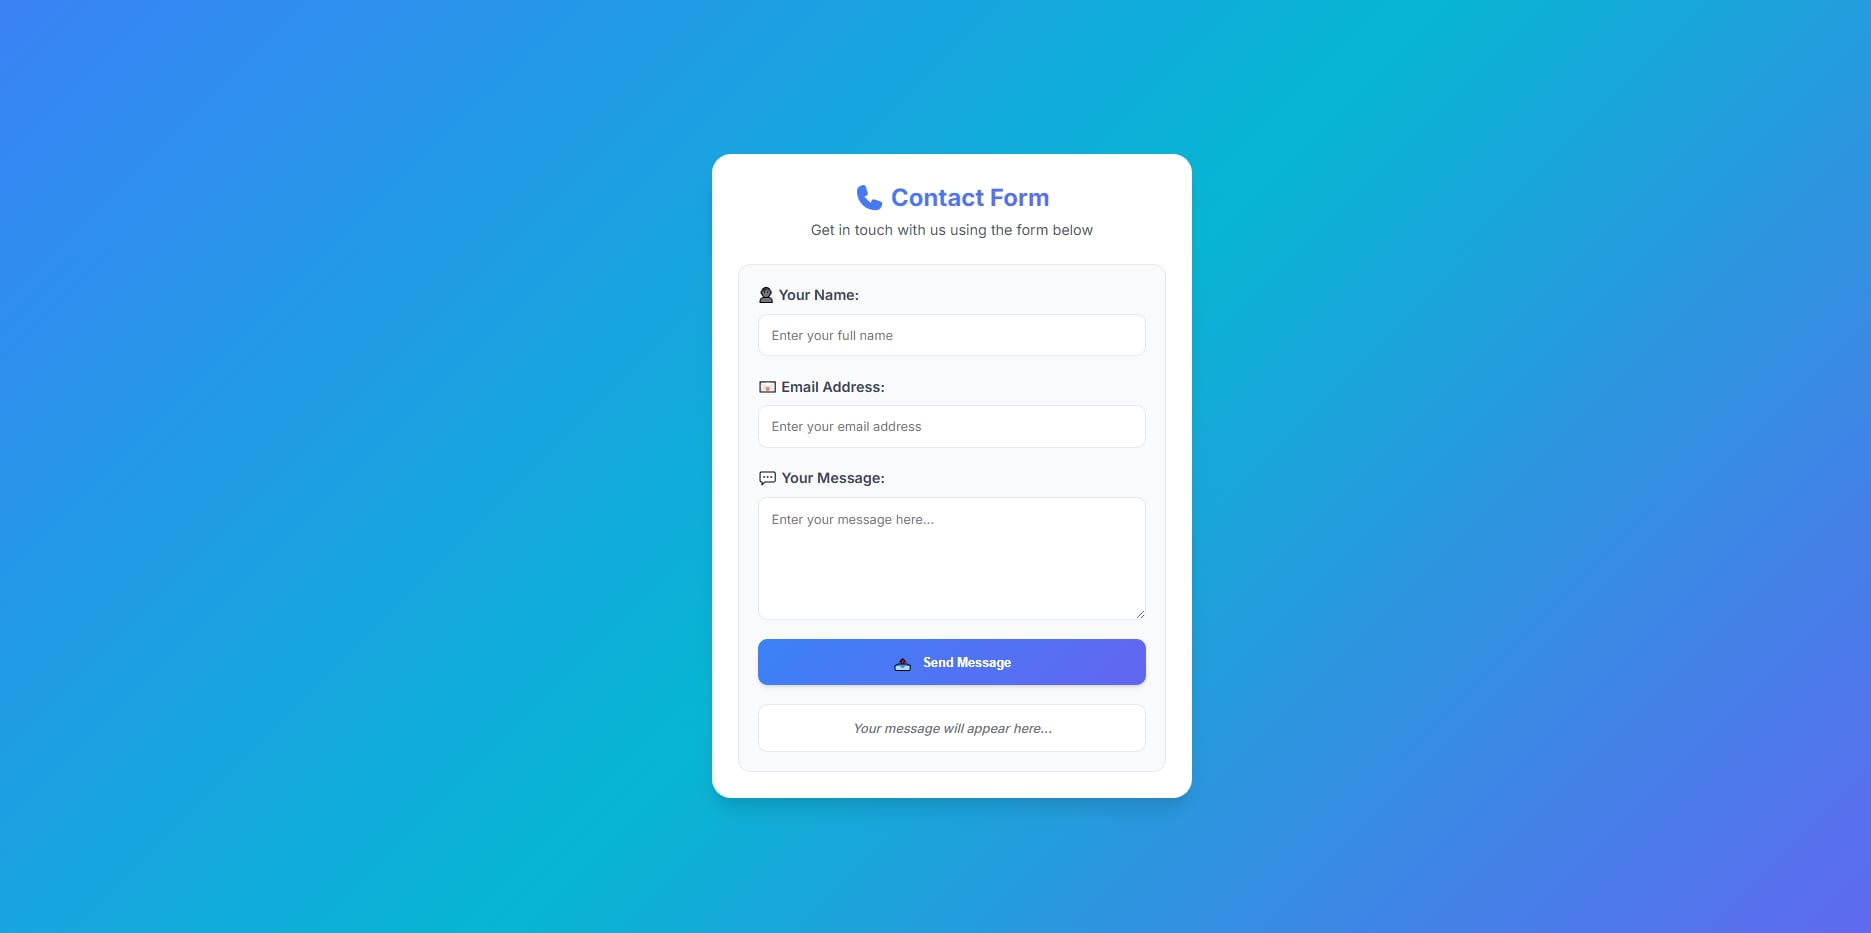 Contact Form
Get in touch with us using the form below
Your Name:
Enter your full name
Email Address:
Enter your email address
Your Message:
Enter your message here...
Send Message
Your message will appear here...